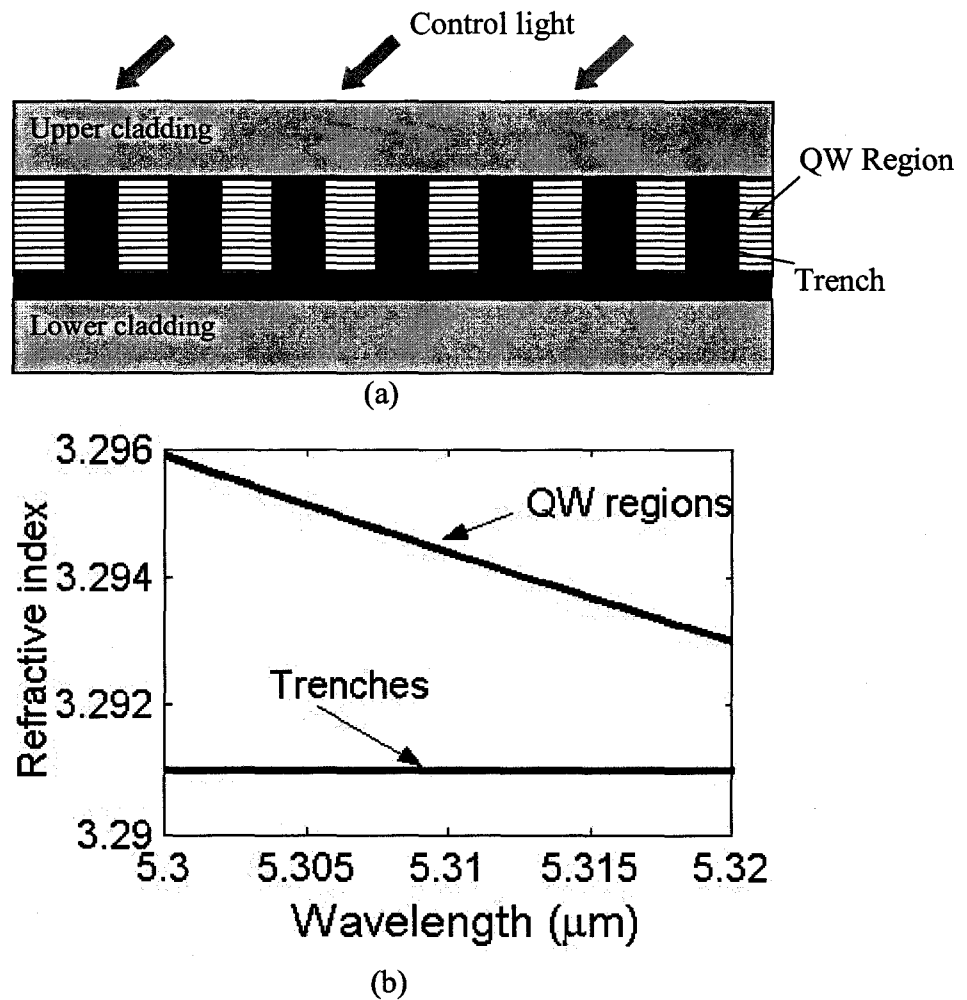 Control light
Upper cladding
QW Region
Trench
Lower cladding
(a)
3.296
3.294
3.292
3.29
Refractive index
QW regions
Trenches
5.3 5.305 5.31 5.315 5.32
Wavelength (μm)
(b)